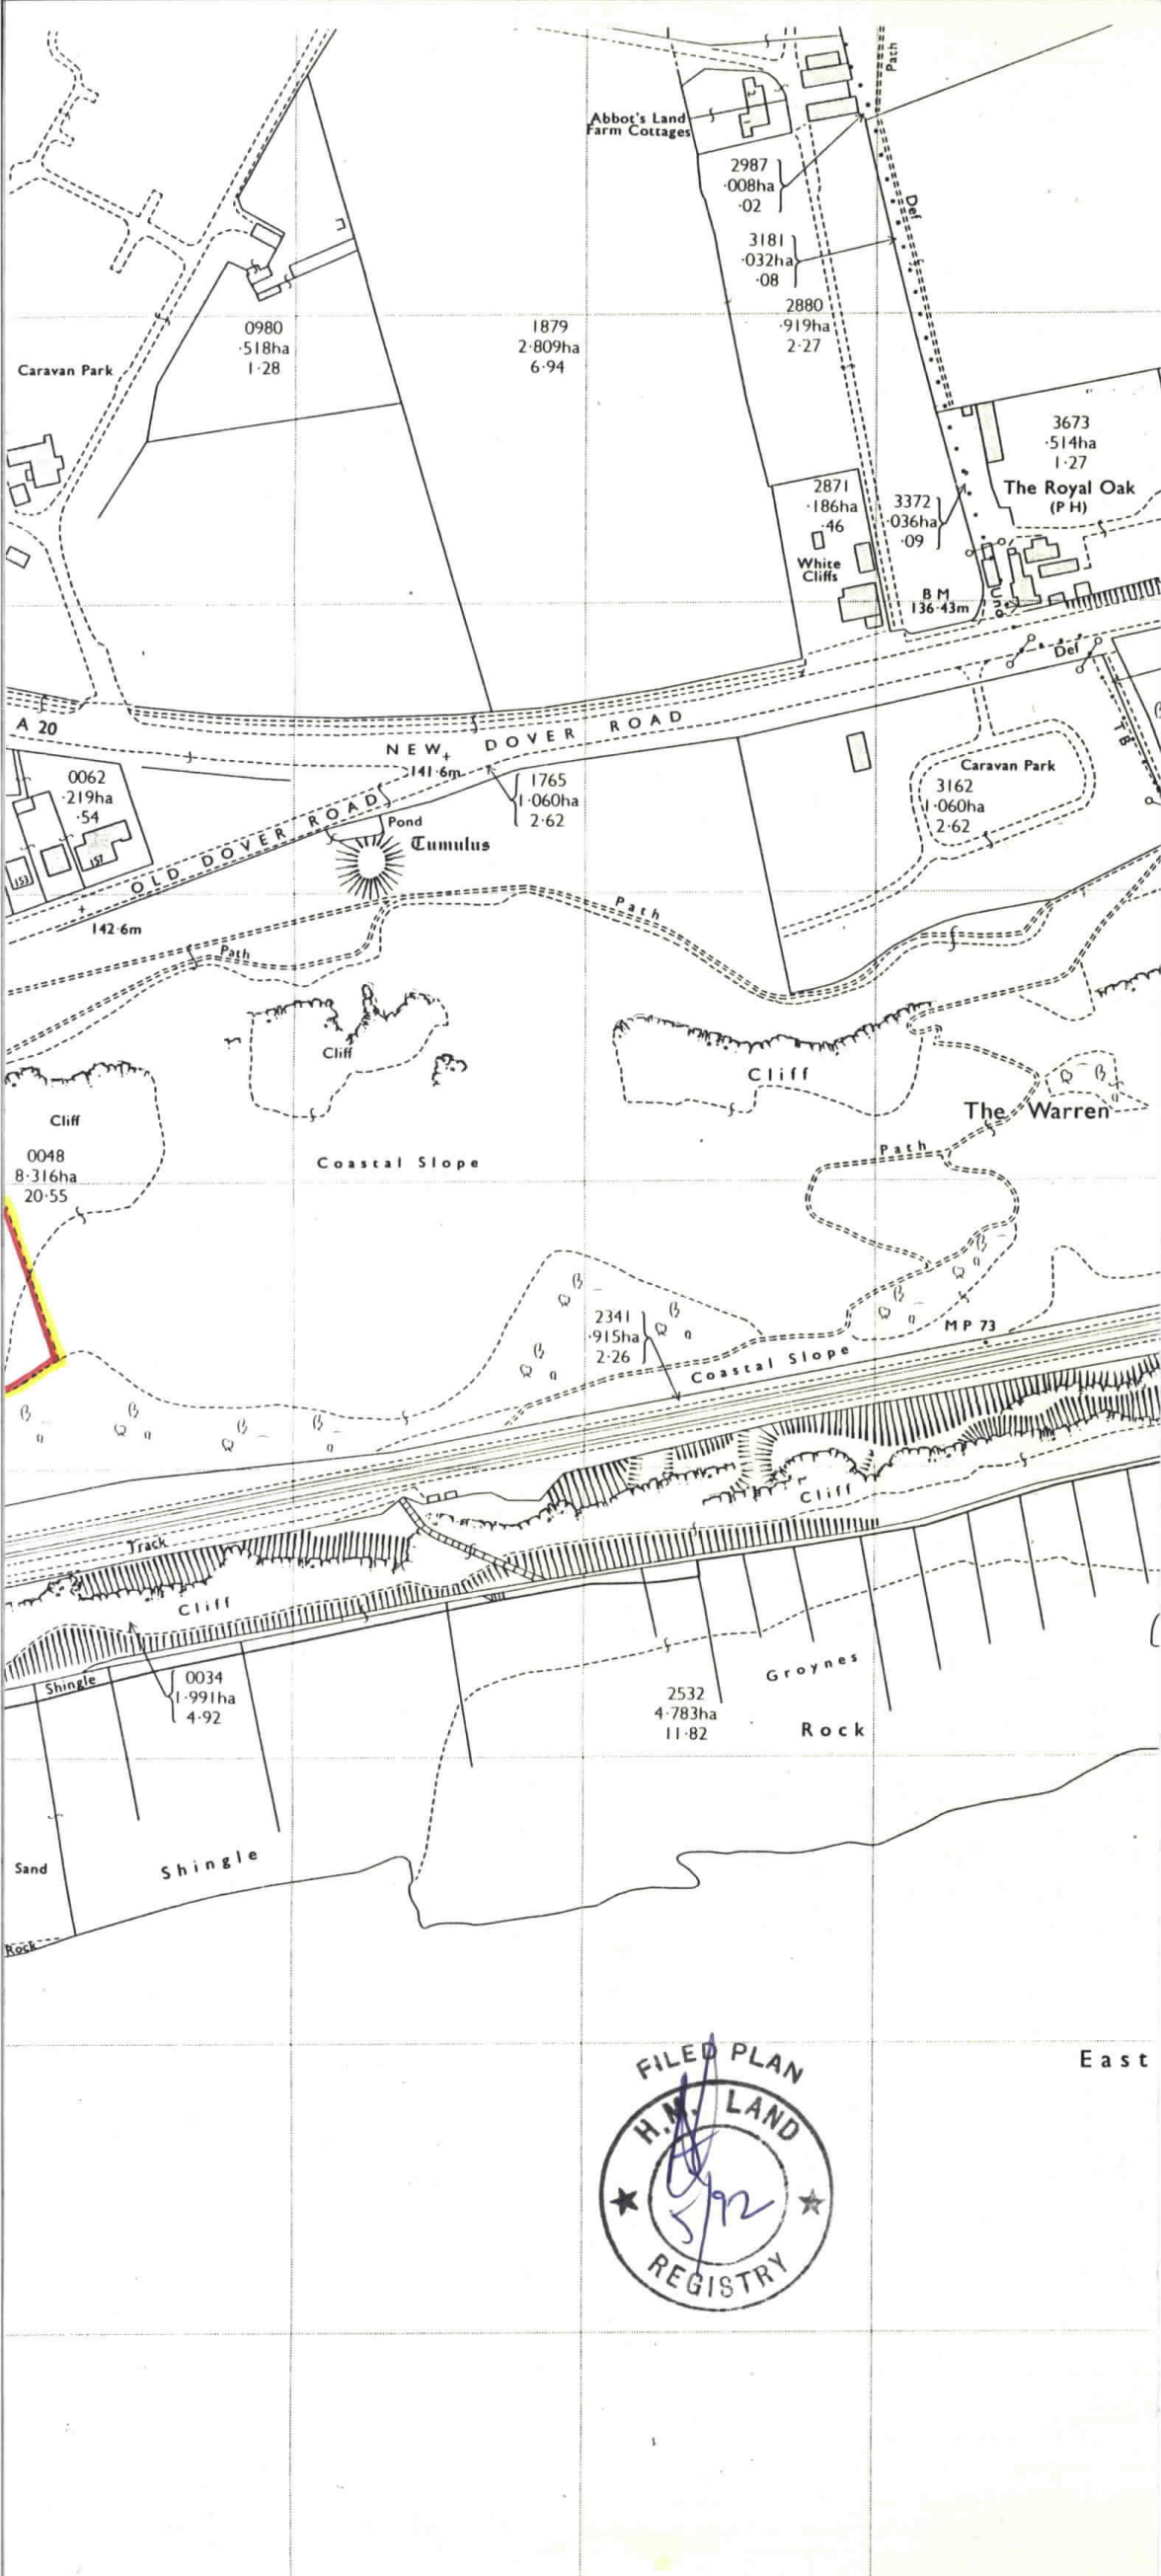 Path
Abbot's Land
Farm Cottages
2987
·008ha
·02
Def
3181
·032ha
·08
2880
·919ha
2·27
0980
·518ha
1·28
1879
2·809ha
6·94
Caravan Park
3673
·514ha
1·27
The Royal Oak
(P H)
2871
·186ha
·46
3372
·036ha
·09
White
Cliffs
B M
136·43m
Und
Def
A 20
NEW DOVER ROAD
141·6m
T B
Caravan Park
3162
1·060ha
2·62
0062
·219ha
·54
1765
1·060ha
2·62
OLD DOVER ROAD
Pond
Tumulus
157
153
142·6m
Path
Path
Cliff
Cliff
Cliff
The Warren
0048
8·316ha
20·55
Coastal Slope
Path
2341
·915ha
2·26
M P 73
Coastal Slope
Cliff
Track
Cliff
Shingle
0034
1·991ha
4·92
Groynes
2532
4·783ha
11·82
Rock
Sand
Shingle
Rock
East
FILED PLAN
H.M. LAND
5/92
REGISTRY